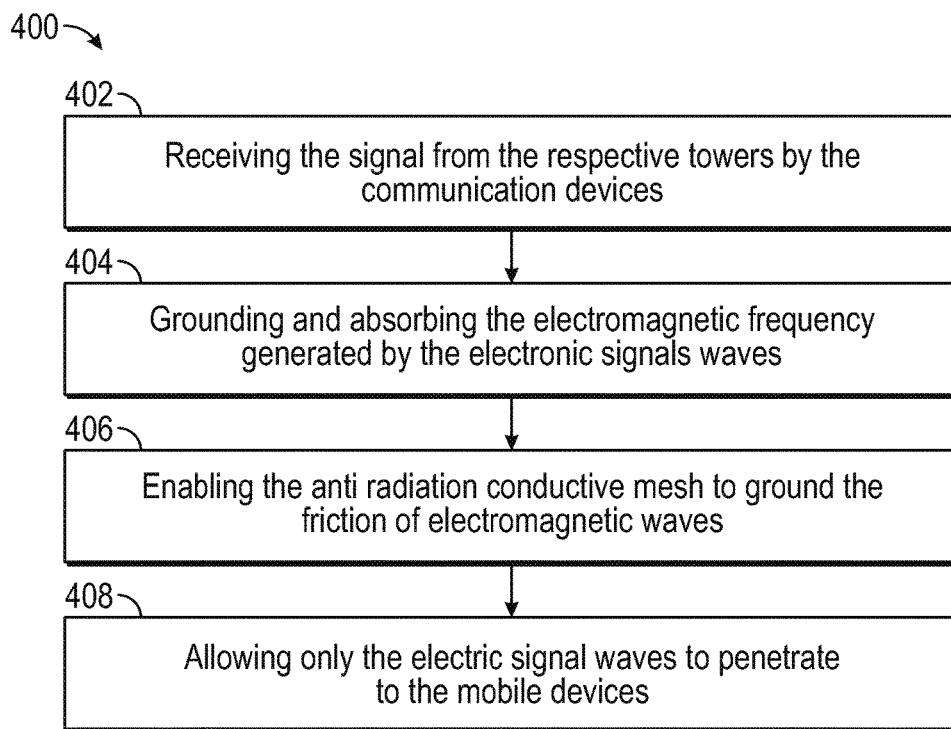 400
402
Receiving the signal from the respective towers by the
communication devices
404
Grounding and absorbing the electromagnetic frequency
generated by the electronic signals waves
406
Enabling the anti radiation conductive mesh to ground the
friction of electromagnetic waves
408
Allowing only the electric signal waves to penetrate
to the mobile devices